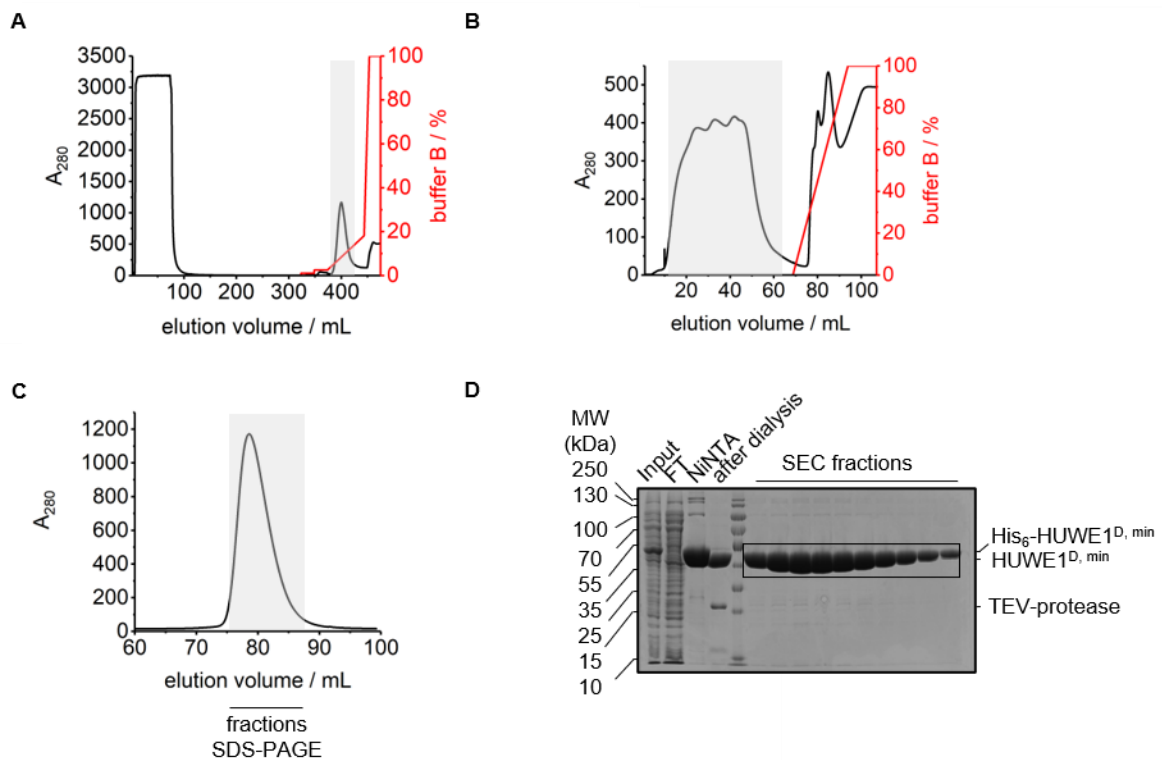 A
3500
3000
2500
2000
1500
1000
500
0
A280
100
80
60
40
20
0
buffer B / %
100 200 300 400
elution volume / mL
B
500
400
300
200
100
0
A280
100
80
60
40
20
0
buffer B / %
20 40 60 80 100
elution volume / mL
C
1200
1000
800
600
400
200
0
A280
60 70 80 90 100
elution volume / mL
fractions
SDS-PAGE
D
MW
(kDa)
250
130
100
70
55
35
25
15
10
Input
FT
NiNTA
after dialysis
SEC fractions
His6-HUWE1D, min
HUWE1D, min
TEV-protease